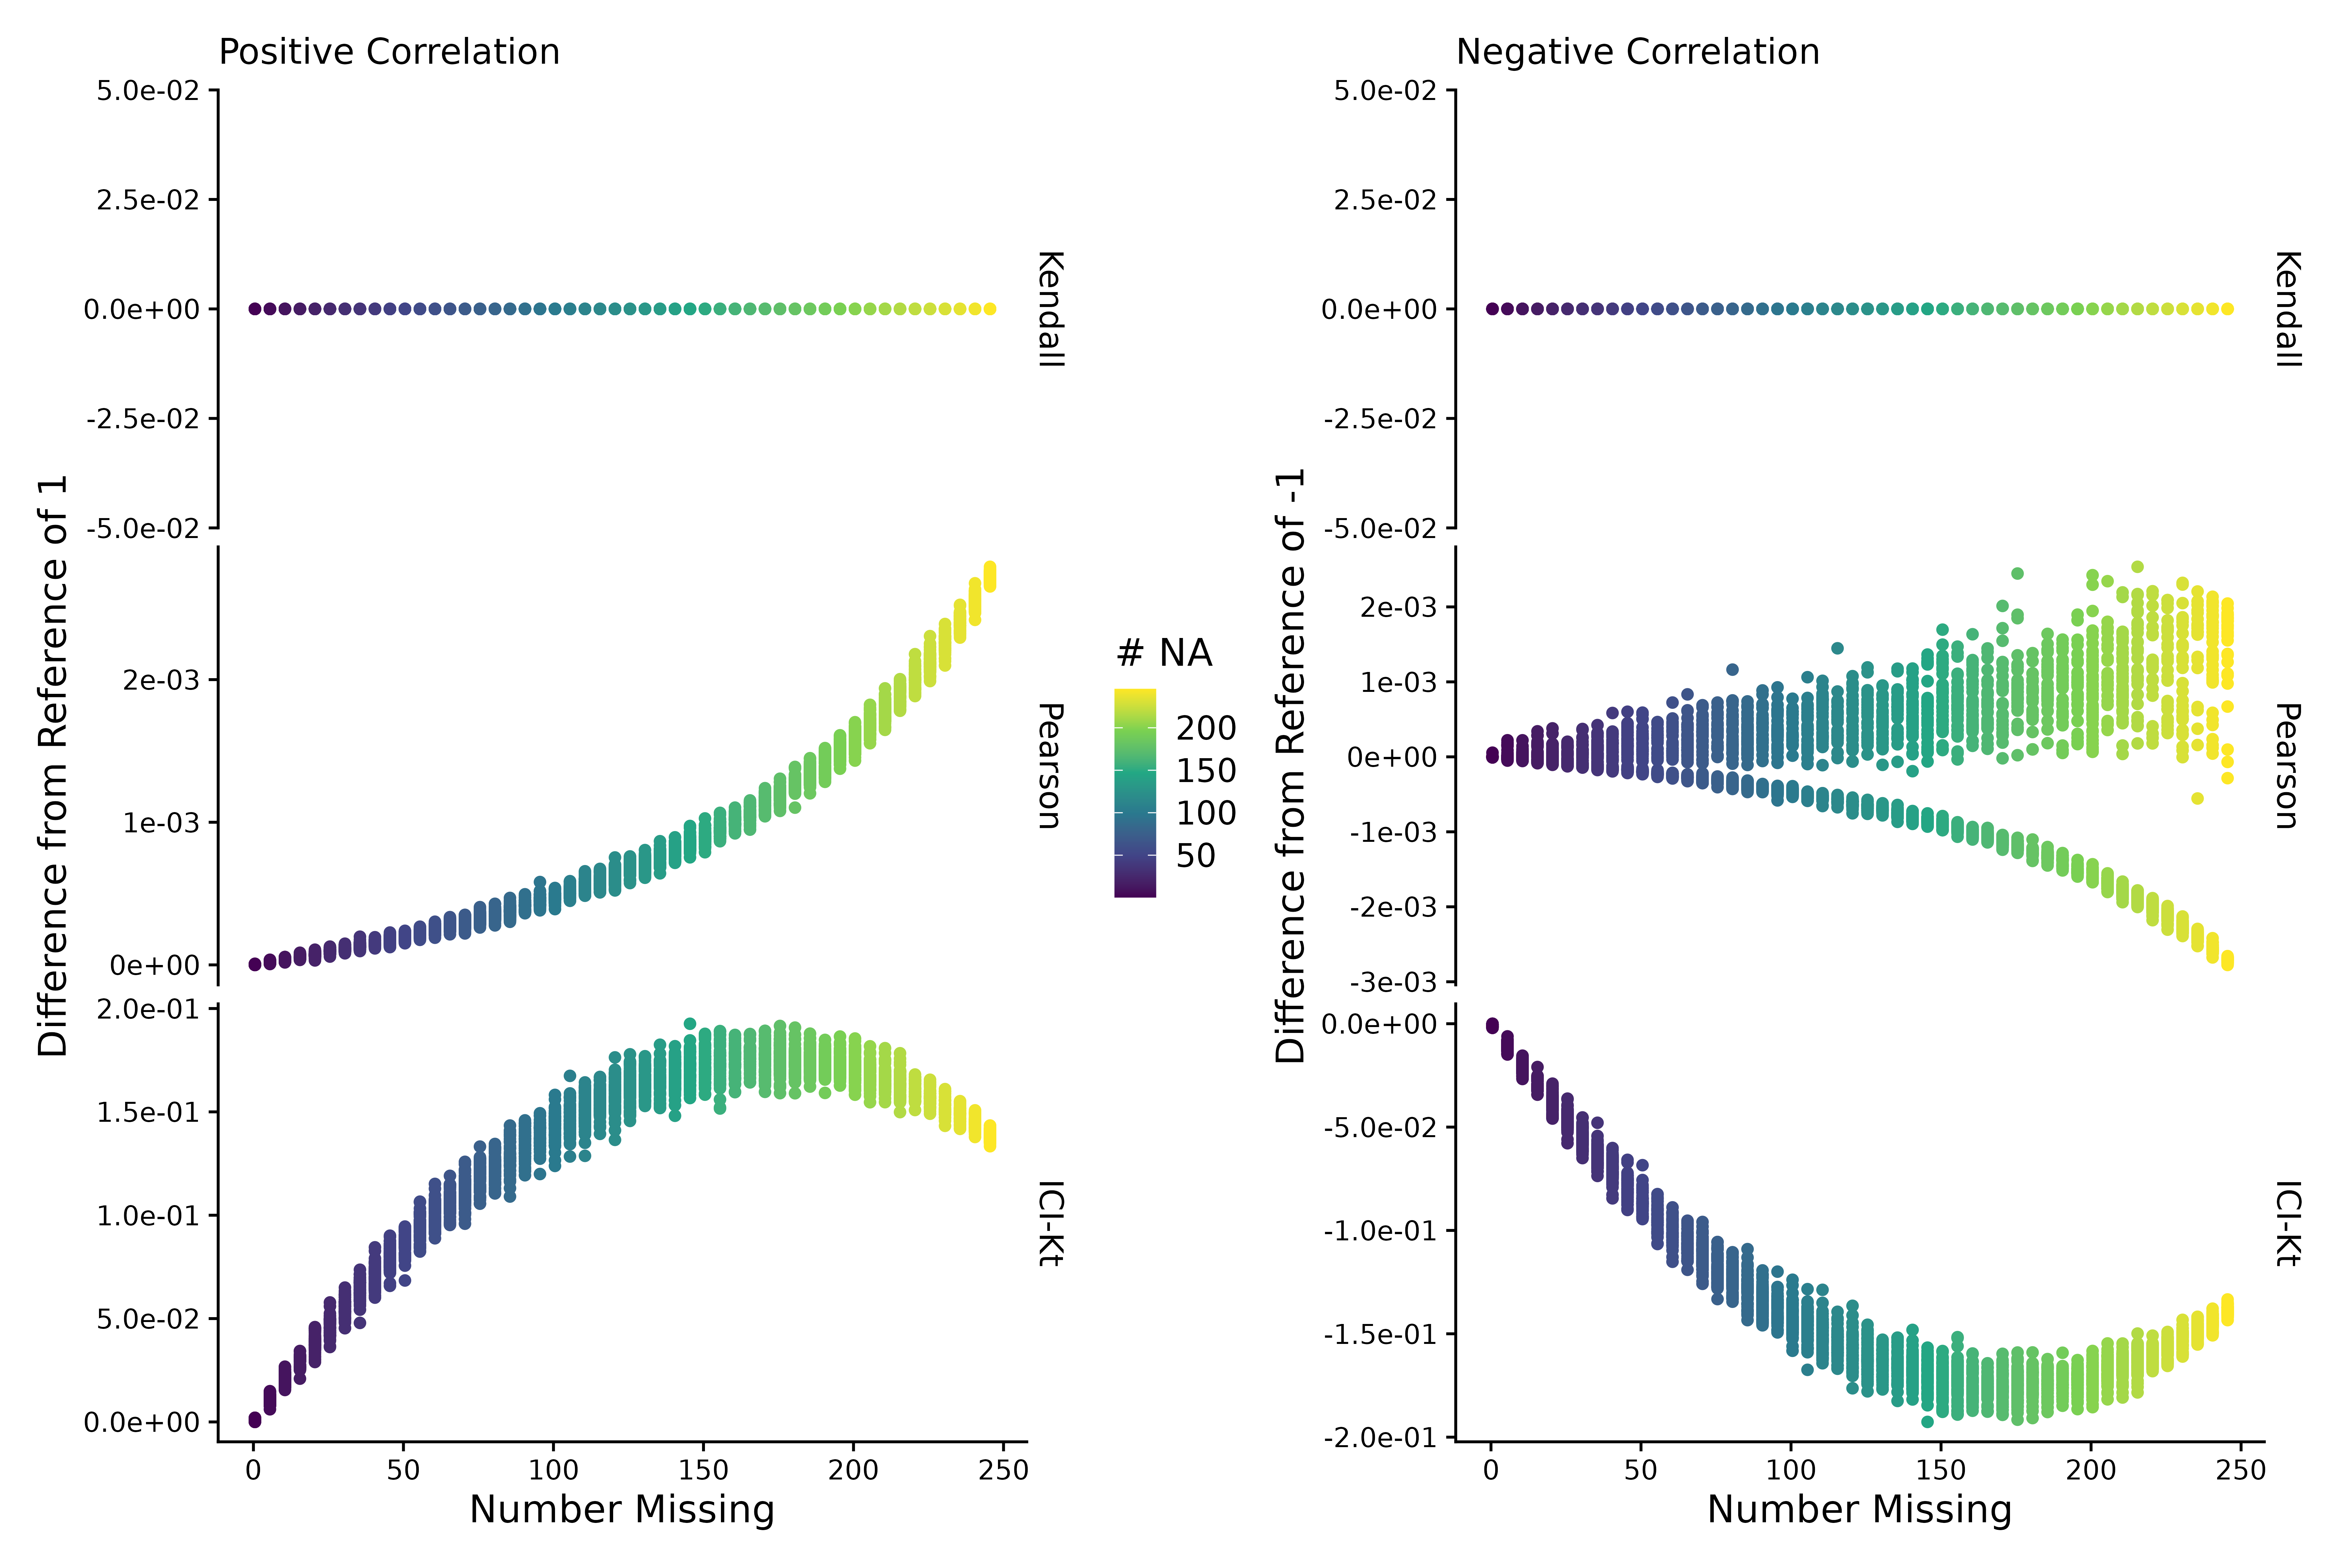 Positive Correlation
Difference from Reference of 1
5.0e-02
2.5e-02
0.0e+00
-2.5e-02
-5.0e-02
Kendall
2e-03
1e-03
0e+00
Pearson
2.0e-01
1.5e-01
1.0e-01
5.0e-02
0.0e+00
ICI-Kt
0 50 100 150 200 250
Number Missing
# NA
200
150
100
50
Negative Correlation
Difference from Reference of -1
5.0e-02
2.5e-02
0.0e+00
-2.5e-02
-5.0e-02
Kendall
2e-03
1e-03
0e+00
-1e-03
-2e-03
-3e-03
Pearson
0.0e+00
-5.0e-02
-1.0e-01
-1.5e-01
-2.0e-01
ICI-Kt
0 50 100 150 200 250
Number Missing